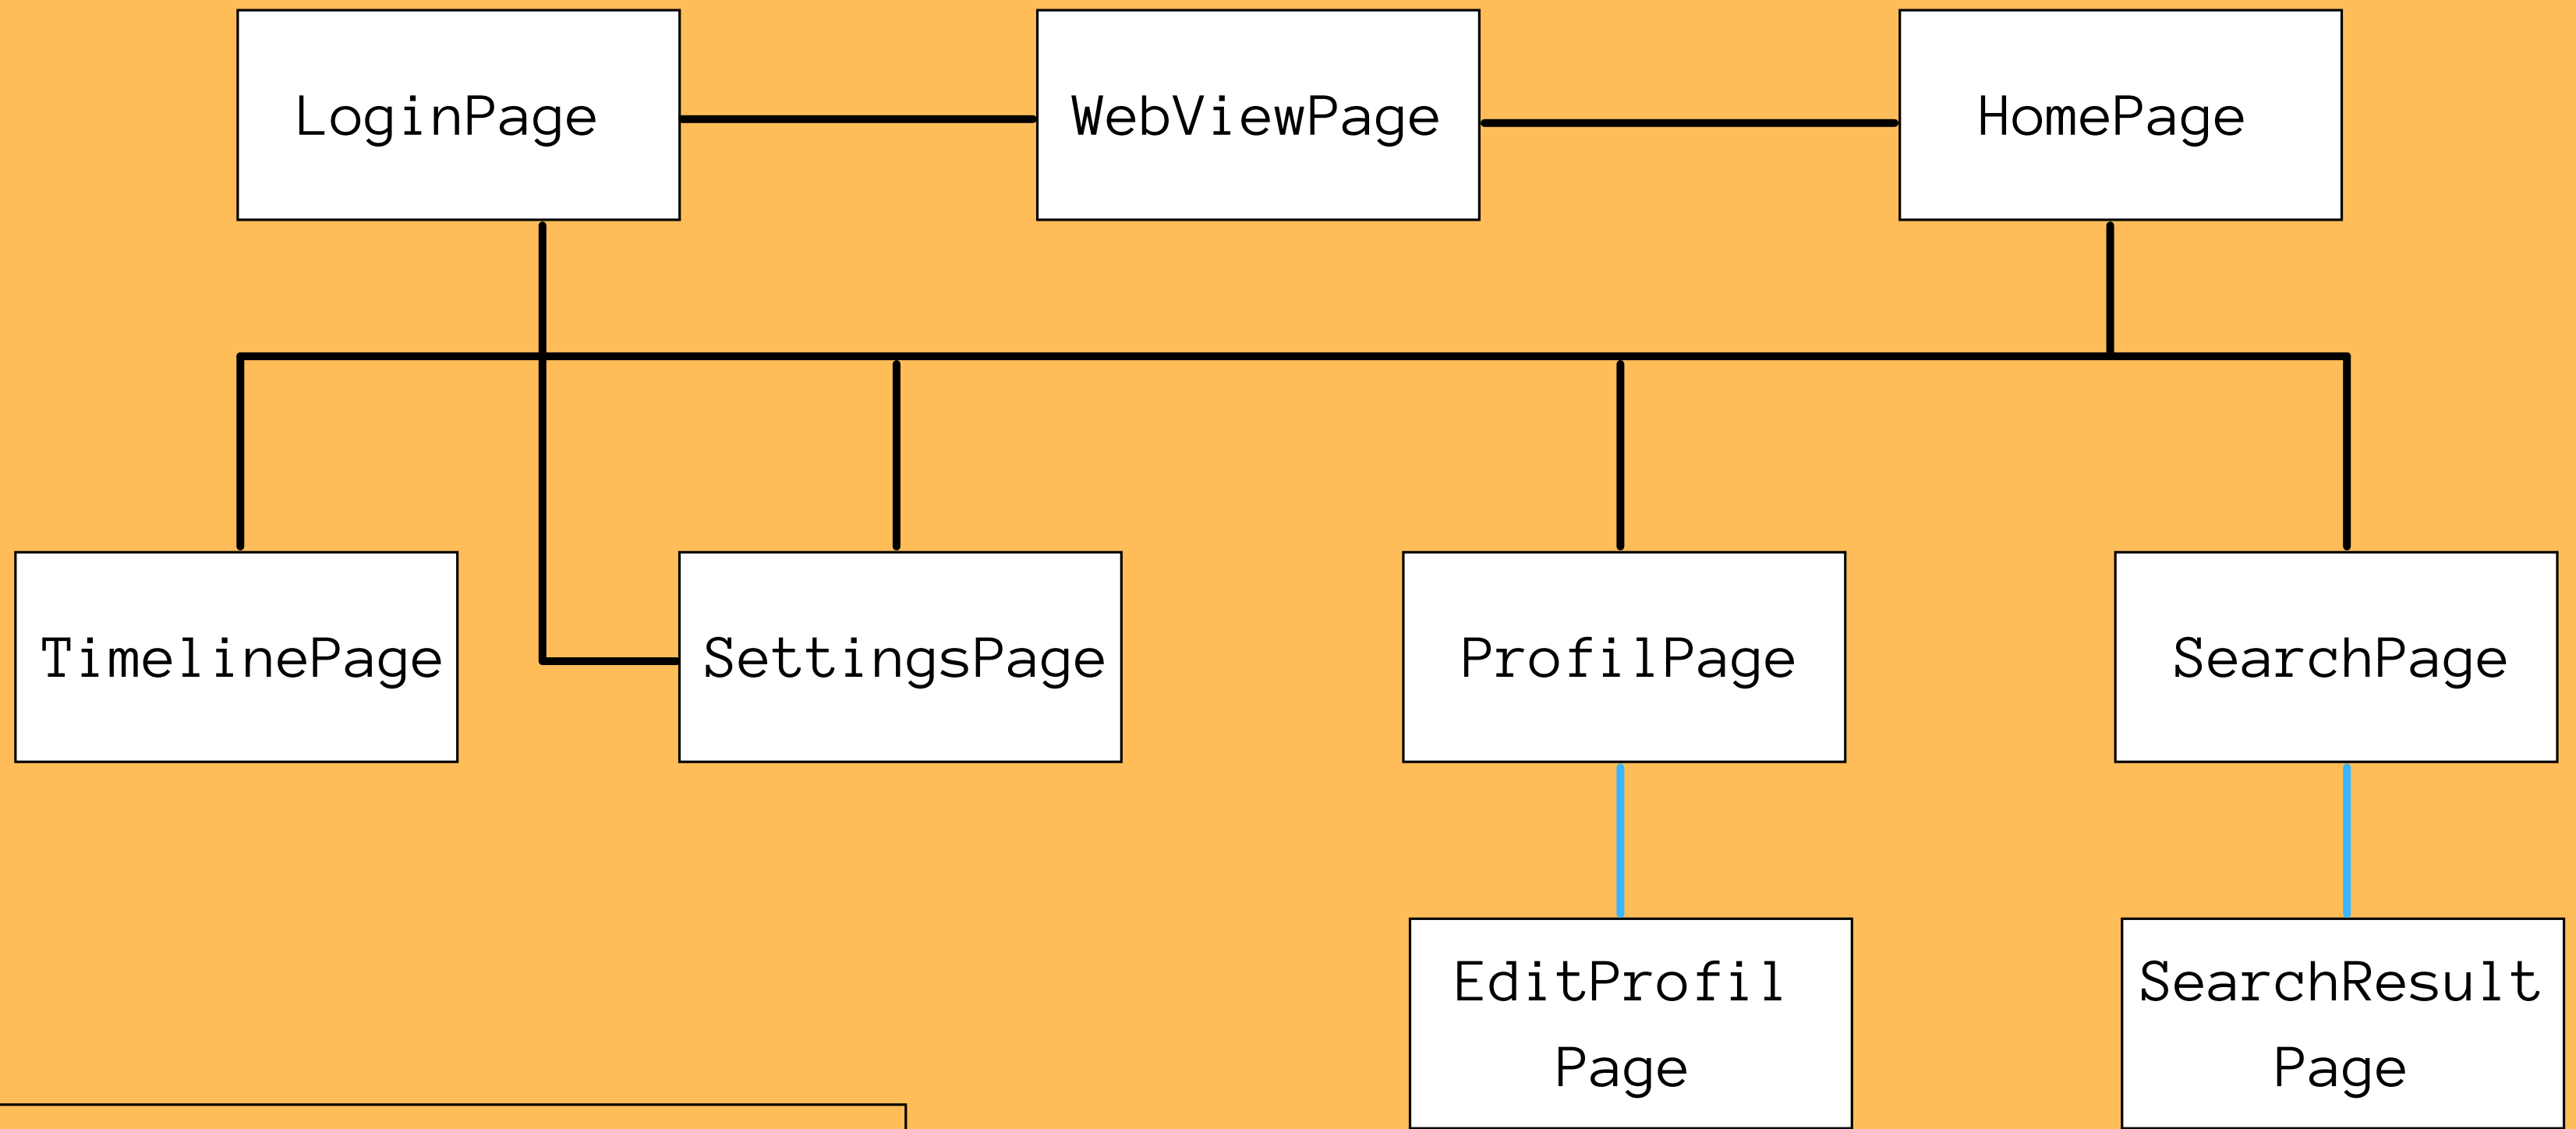 LoginPage
WebViewPage
HomePage
TimelinePage
SettingsPage
ProfilPage
SearchPage
EditProfil
Page
SearchResult
Page